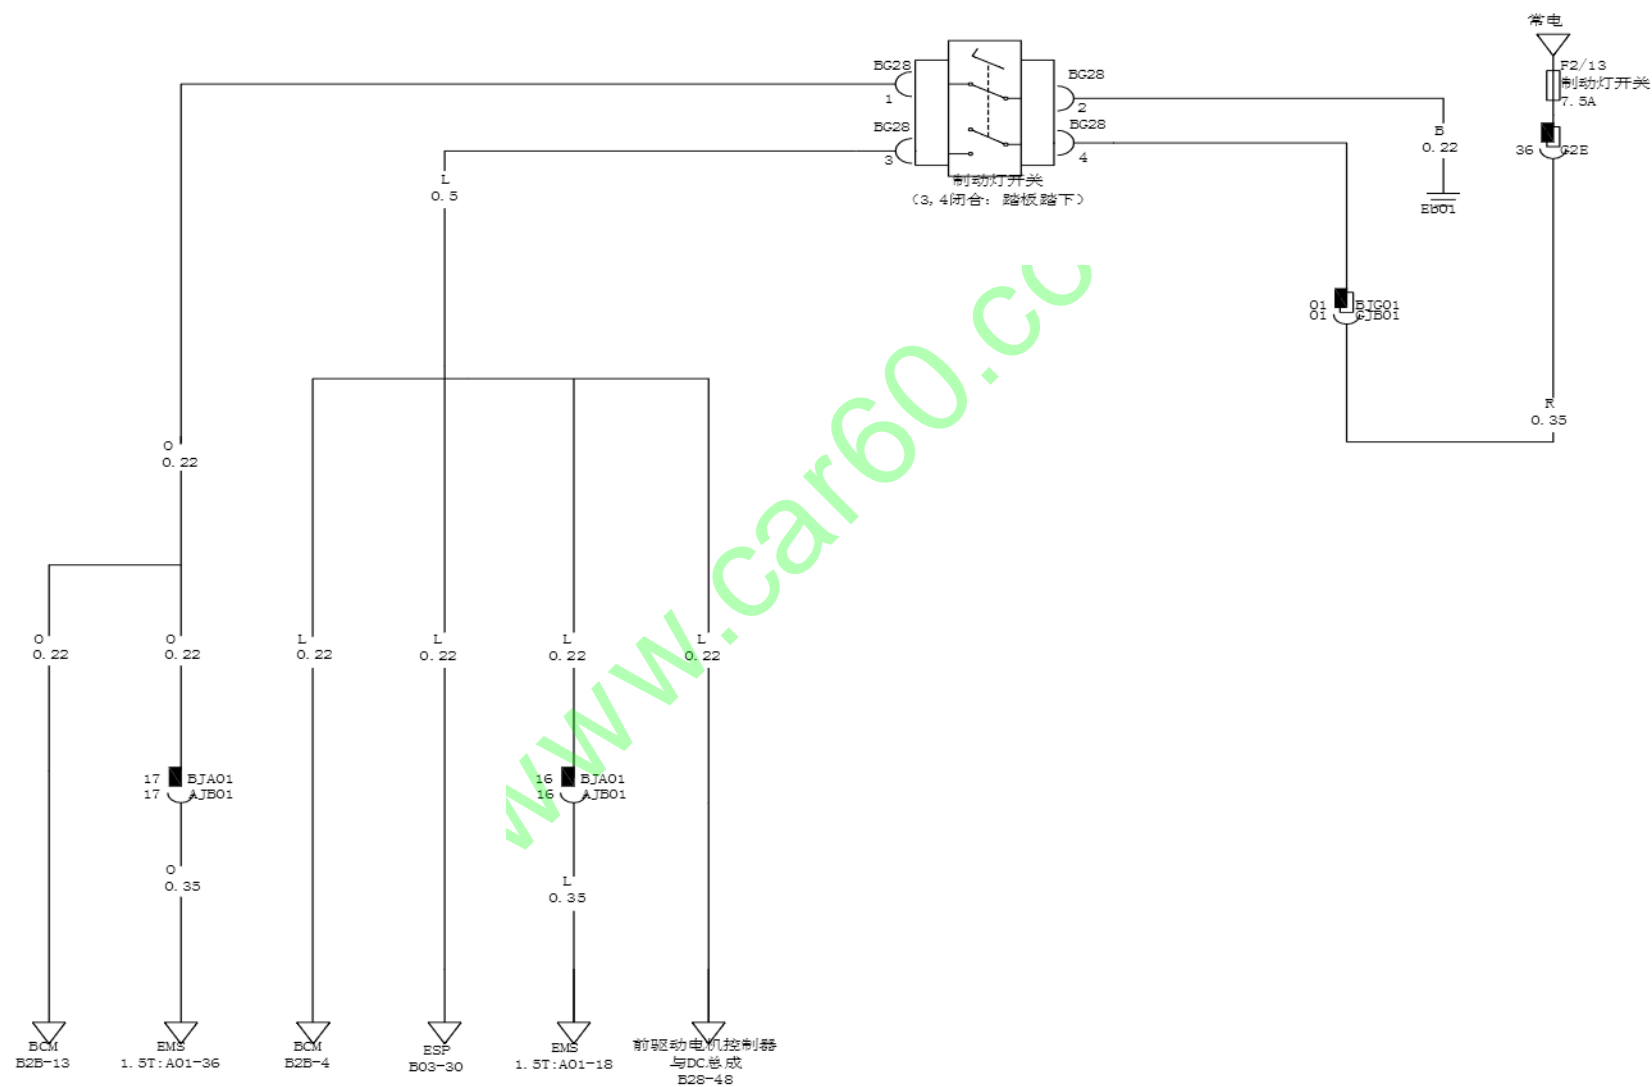 常电
F2/13
制动灯开关
7.5A
36 G2E
BG28
1
BG28
2
BG28
3
BG28
4
制动灯开关
(3,4闭合: 踏板踏下)
B
0.22
Eb01
L
0.5
01 BJG01
01 GJB01
R
0.35
O
0.22
O
0.22
O
0.22
L
0.22
L
0.22
L
0.22
L
0.22
17 BJA01
17 AJB01
16 BJA01
16 AJB01
O
0.35
L
0.35
BCM
B2B-13
EMS
1.5T:A01-36
BCM
B2B-4
ESP
B03-30
EMS
1.5T:A01-18
前驱动电机控制器
与DC总成
B28-48
www.car60.co